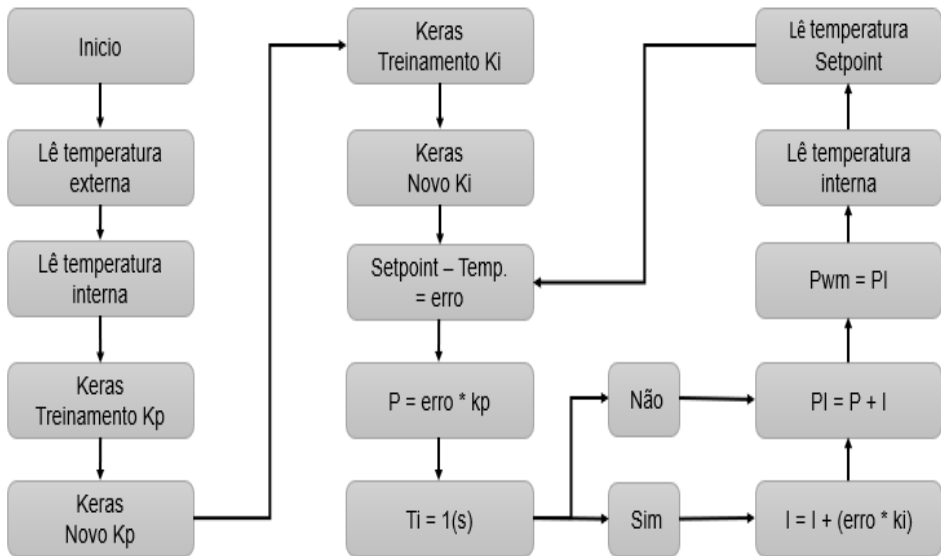 Inicio
Lê temperatura
externa
Lê temperatura
interna
Keras
Treinamento Kp
Keras
Novo Kp
Keras
Treinamento Ki
Keras
Novo Ki
Setpoint – Temp.
= erro
P = erro * kp
Ti = 1(s)
Não
Sim
I = I + (erro * ki)
PI = P + I
Pwm = PI
Lê temperatura
interna
Lê temperatura
Setpoint